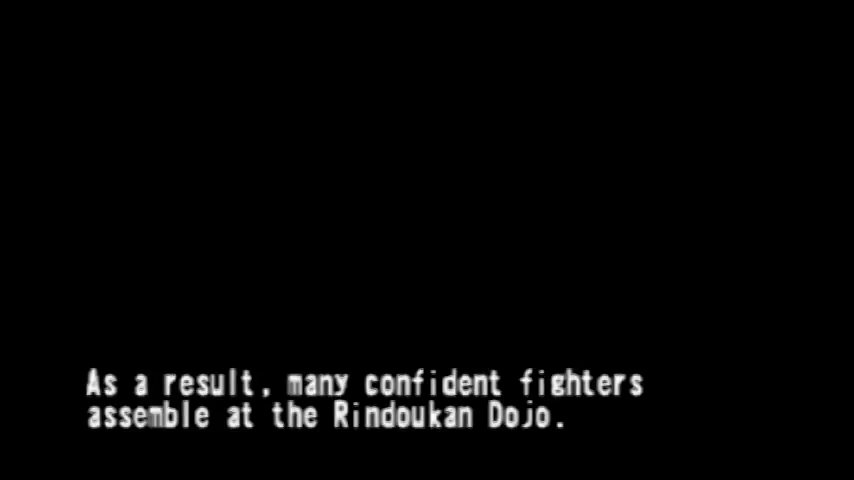 As a result, many confident fighters
assemble at the Rindoukan Dojo.